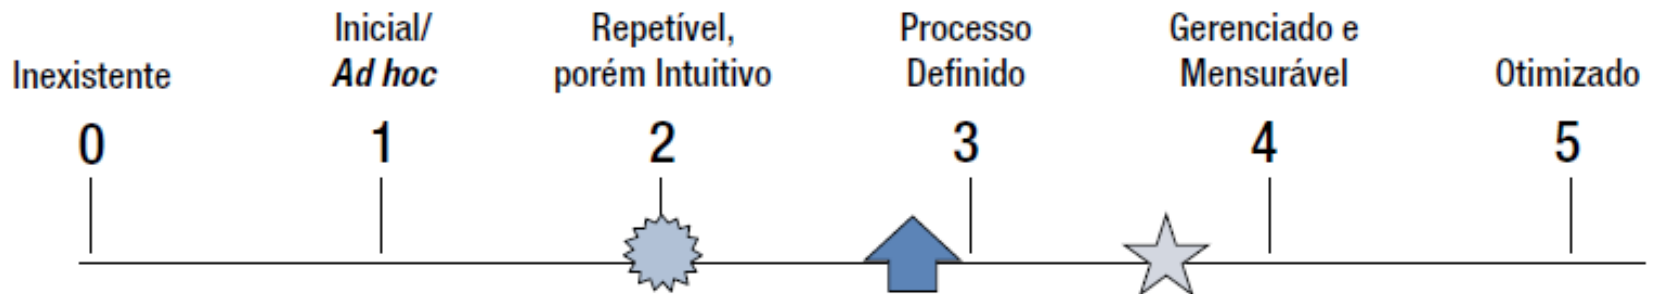 Inexistente
0
Inicial/
Ad hoc
1
Repetível,
porém Intuitivo
2
Processo
Definido
3
Gerenciado e
Mensurável
4
Otimizado
5